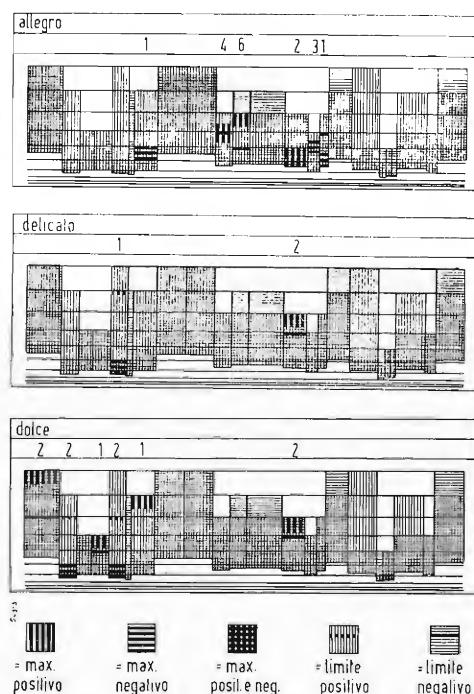 allegro
1 4 6 2 3 1
delicato
1 2
dolce
2 2 1 2 1 2
= max. positivo
= max. negativo
= max. posit. e neg.
= limite positivo
= limite negativo